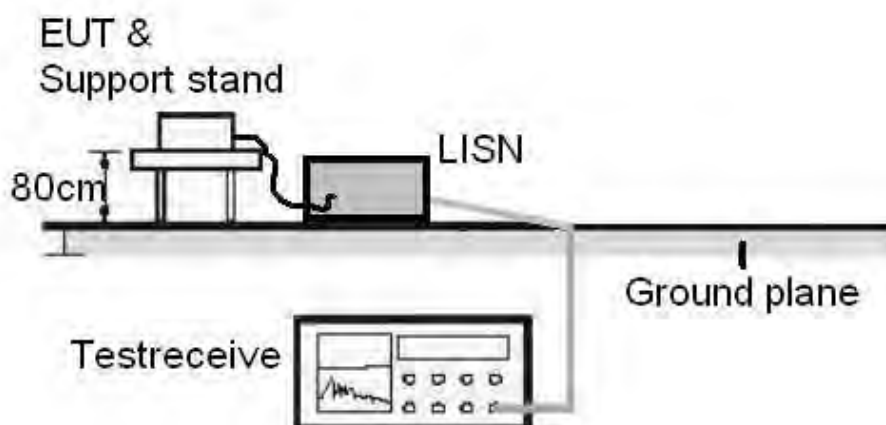 EUT &
Support stand
LISN
80cm
Ground plane
Testreceive